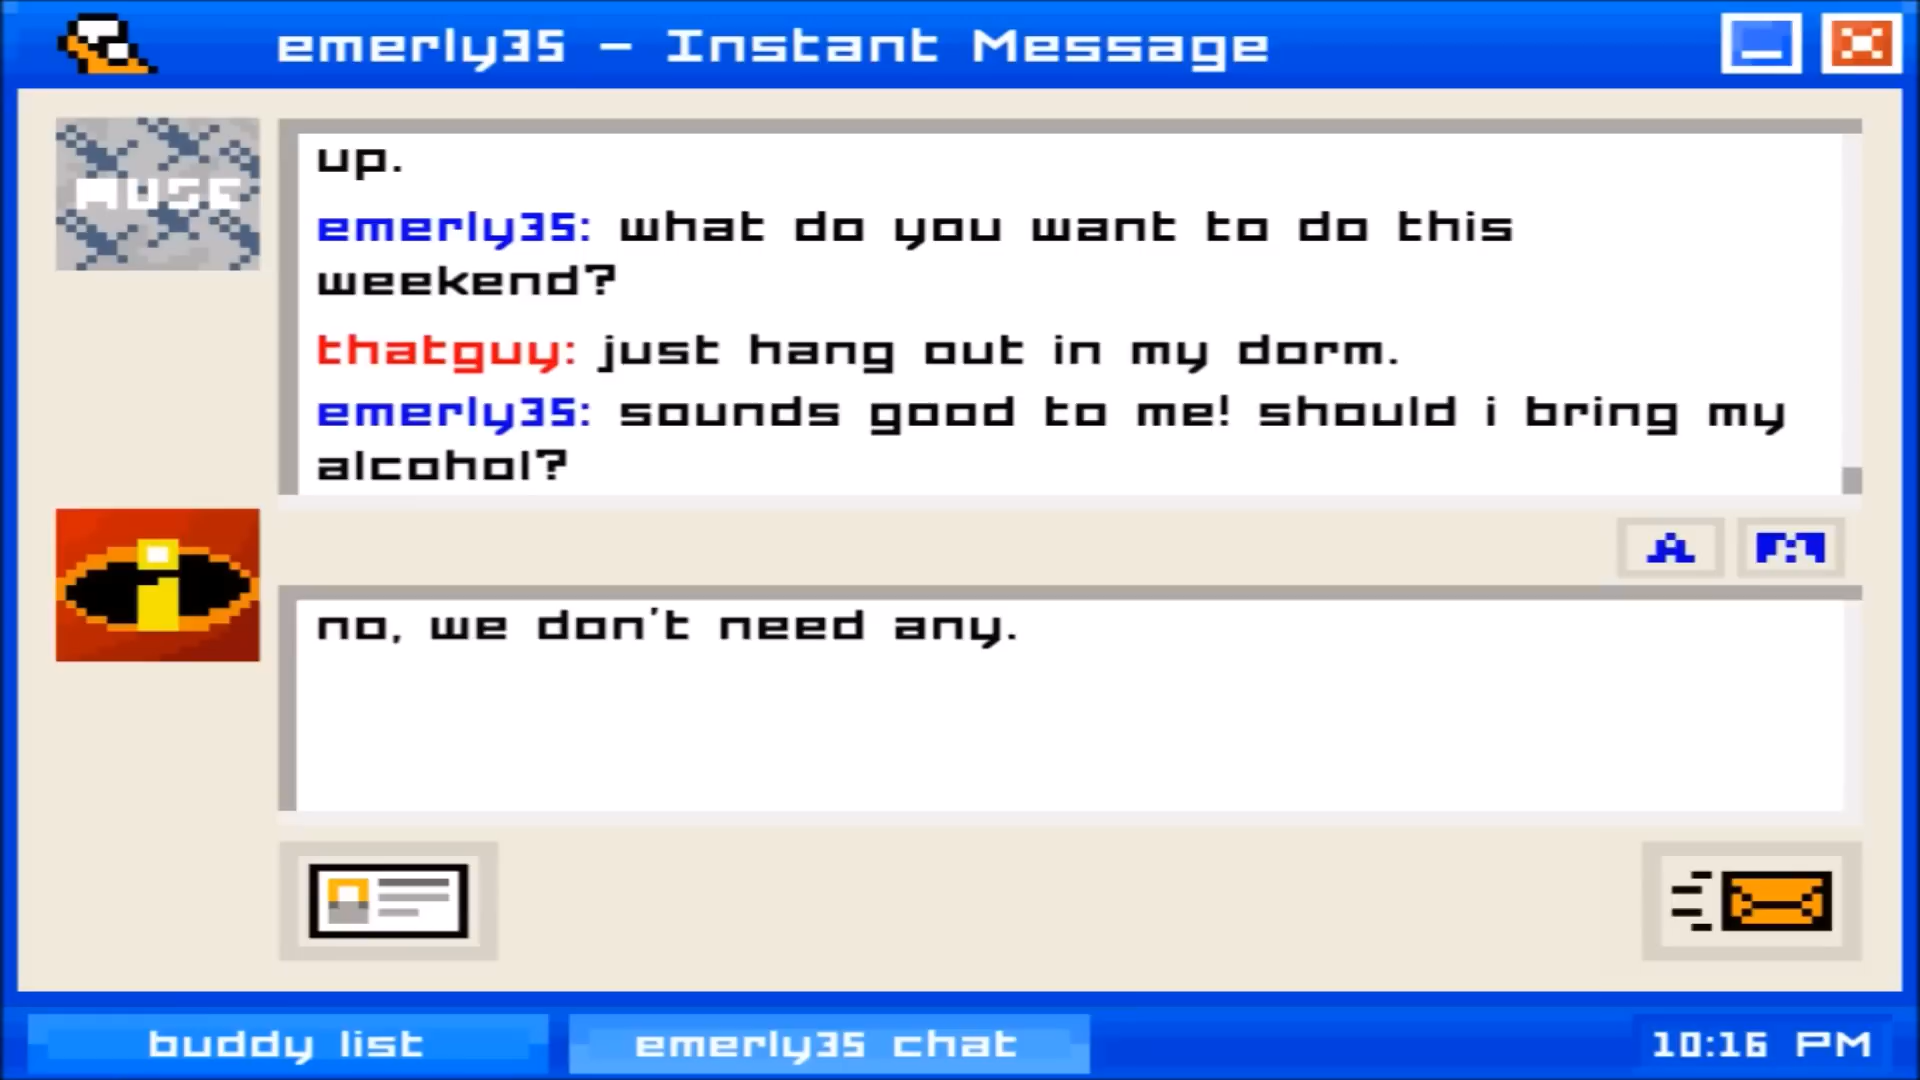 emerly35 - Instant Message
MUSE
up.
emerly35: what do you want to do this
weekend?
thatguy: just hang out in my dorm.
emerly35: sounds good to me! should i bring my
alcohol?
i
A
no, we don't need any.
buddy list
emerly35 chat
10:16 PM